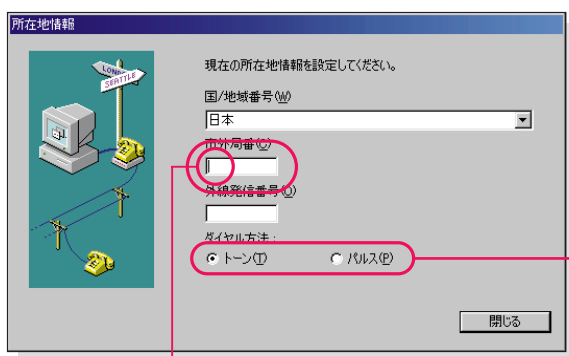 所在地情報
LONDON
SEATTLE
現在の所在地情報を設定してください。
国/地域番号(W)
日本
市外局番(C)
外線発信番号(O)
ダイヤル方法：
トーン(T) パルス(P)
閉じる